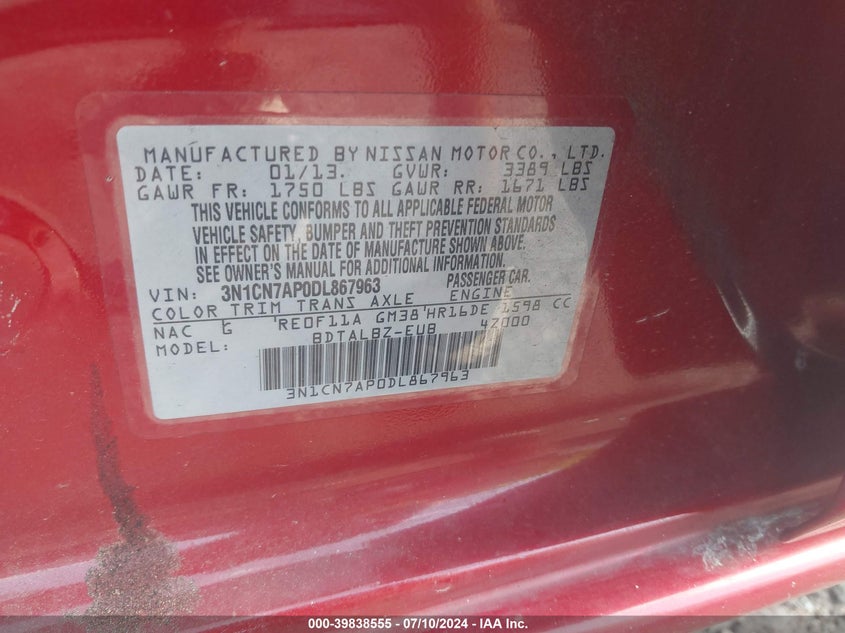 MANUFACTURED BY NISSAN MOTOR CO., LTD.
DATE: 01/13. GVWR: 3389 LBS
GAWR FR: 1750 LBS GAWR RR: 1671 LBS
THIS VEHICLE CONFORMS TO ALL APPLICABLE FEDERAL MOTOR
VEHICLE SAFETY, BUMPER AND THEFT PREVENTION STANDARDS
IN EFFECT ON THE DATE OF MANUFACTURE SHOWN ABOVE.
SEE OWNER'S MANUAL FOR ADDITIONAL INFORMATION.
VIN: 3N1CN7AP0DL867963 PASSENGER CAR.
COLOR TRIM TRANS AXLE ENGINE
NAC G RE0F11A GM38 HR16DE 1598 CC
MODEL: BDTALBZ-EUB 4Z000
3N1CN7AP0DL867963
000-39838555 - 07/10/2024 - IAA Inc.